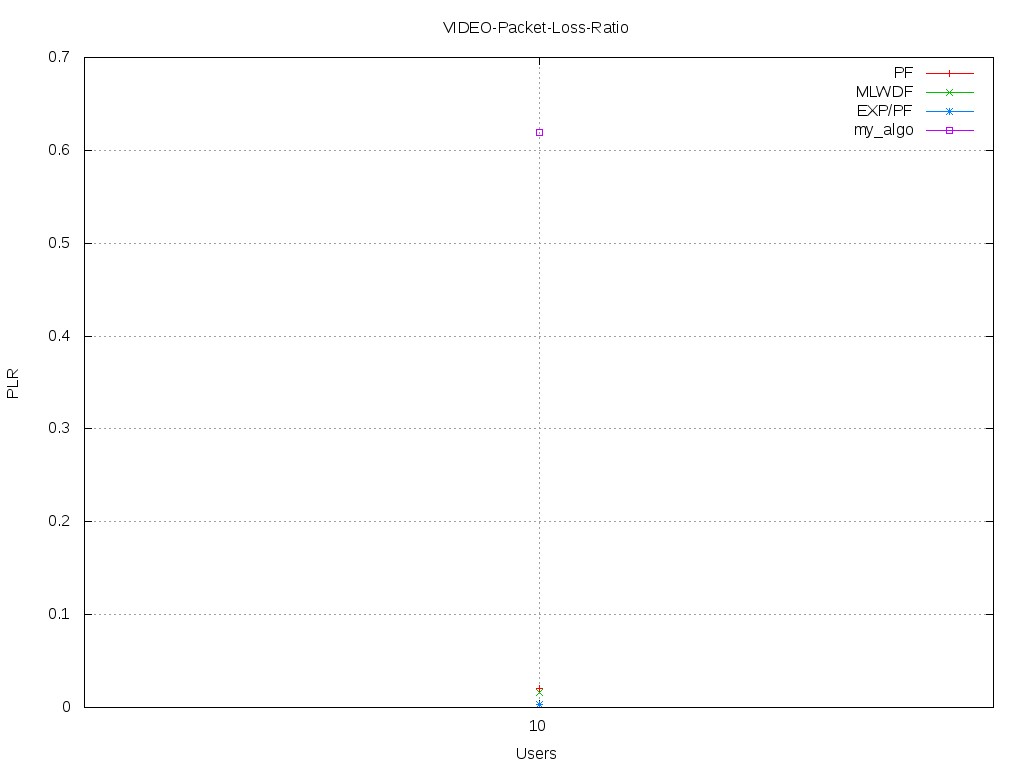 VIDEO-Packet-Loss-Ratio
0.7
PF
MLWDF
EXP/PF
my_algo
0.6
0.5
0.4
PLR
0.3
0.2
0.1
0
10
Users